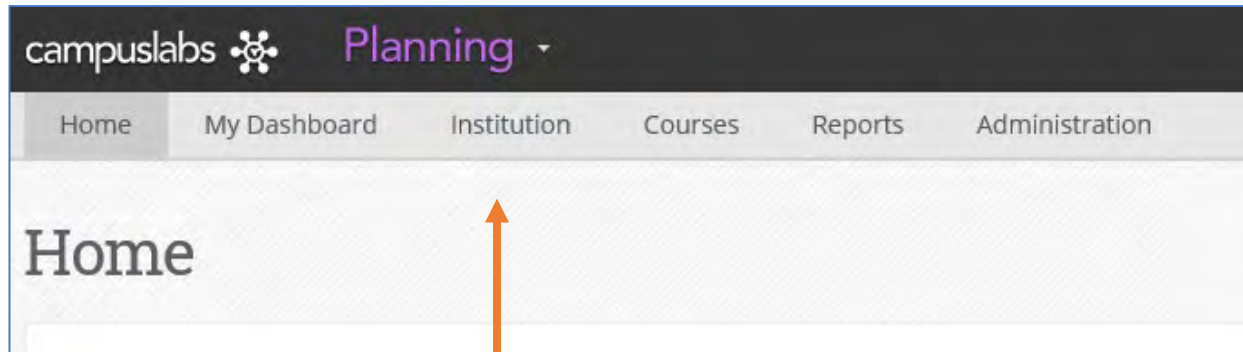 campuslabs Planning
Home My Dashboard Institution Courses Reports Administration
Home